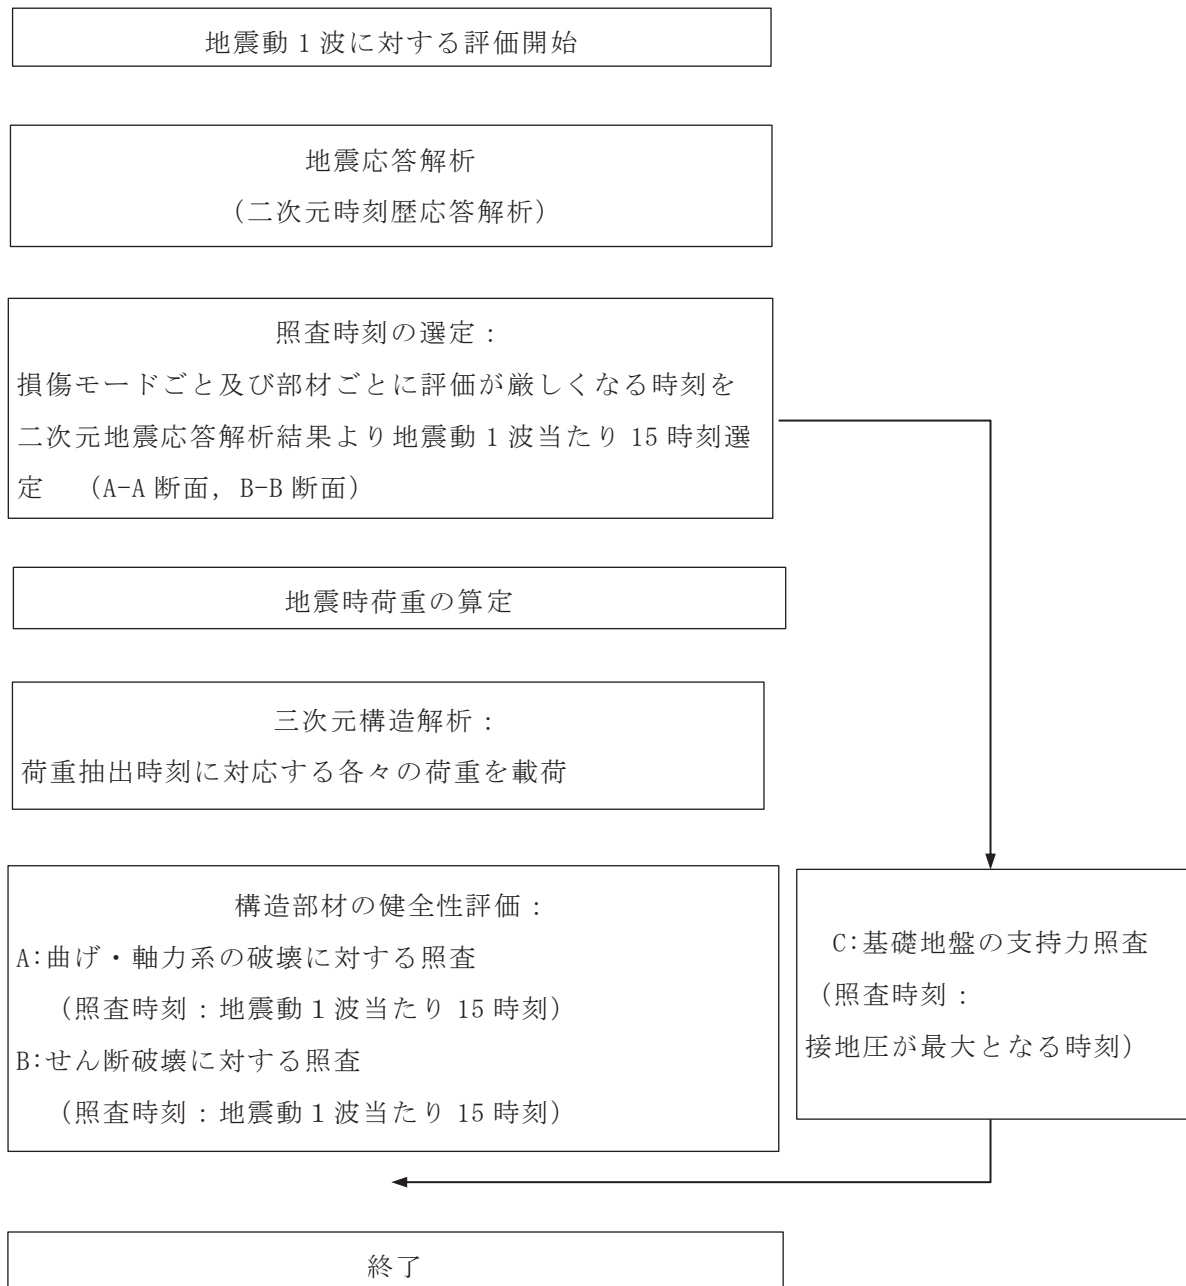 地震動１波に対する評価開始
地震応答解析
（二次元時刻歴応答解析）
照査時刻の選定：
損傷モードごと及び部材ごとに評価が厳しくなる時刻を
二次元地震応答解析結果より地震動１波当たり 15 時刻選
定　（A-A 断面，B-B 断面）
地震時荷重の算定
三次元構造解析：
荷重抽出時刻に対応する各々の荷重を載荷
構造部材の健全性評価：
A:曲げ・軸力系の破壊に対する照査
（照査時刻：地震動１波当たり 15 時刻）
B:せん断破壊に対する照査
（照査時刻：地震動１波当たり 15 時刻）
C:基礎地盤の支持力照査
（照査時刻：
接地圧が最大となる時刻）
終了